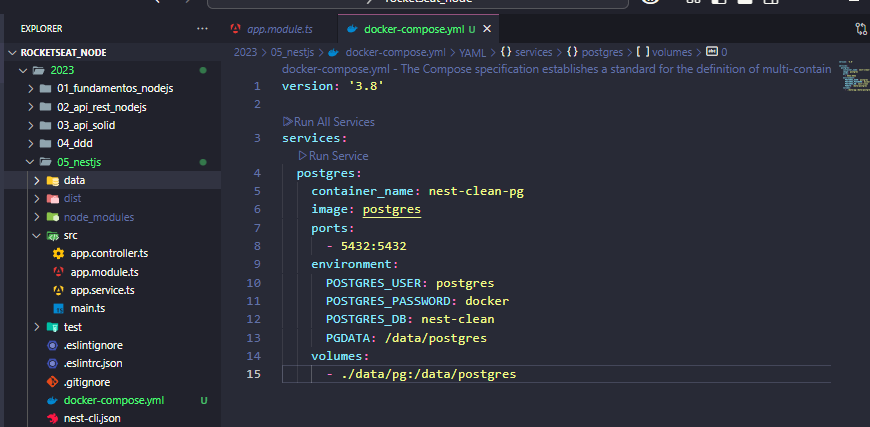 rocketseat_node
EXPLORER
app.module.ts
docker-compose.yml U
ROCKETSEAT_NODE
2023 > 05_nestjs > docker-compose.yml > YAML > {} services > {} postgres > [ ] volumes > abc 0
2023
docker-compose.yml - The Compose specification establishes a standard for the definition of multi-contain
01_fundamentos_nodejs
1 version: '3.8'
02_api_rest_nodejs
2
03_api_solid
Run All Services
04_ddd
3 services:
05_nestjs
Run Service
data
4 postgres:
dist
5 container_name: nest-clean-pg
node_modules
6 image: postgres
src
7 ports:
app.controller.ts
8 - 5432:5432
app.module.ts
9 environment:
app.service.ts
10 POSTGRES_USER: postgres
main.ts
11 POSTGRES_PASSWORD: docker
test
12 POSTGRES_DB: nest-clean
.eslintignore
13 PGDATA: /data/postgres
.eslintrc.json
14 volumes:
.gitignore
15 - ./data/pg:/data/postgres
docker-compose.yml U
nest-cli.json